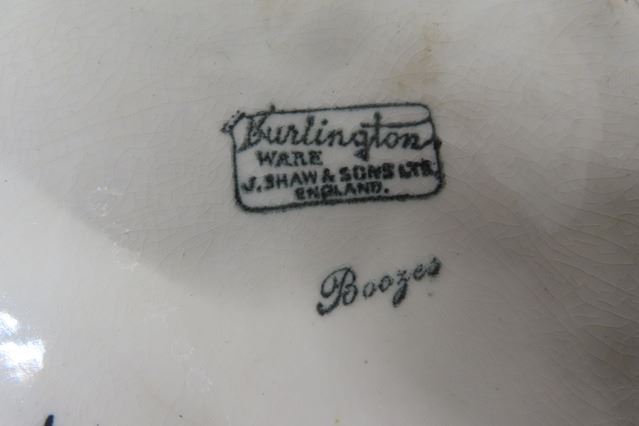 Burlington
WARE
J. SHAW & SONS LTD.
ENGLAND.
Boozes